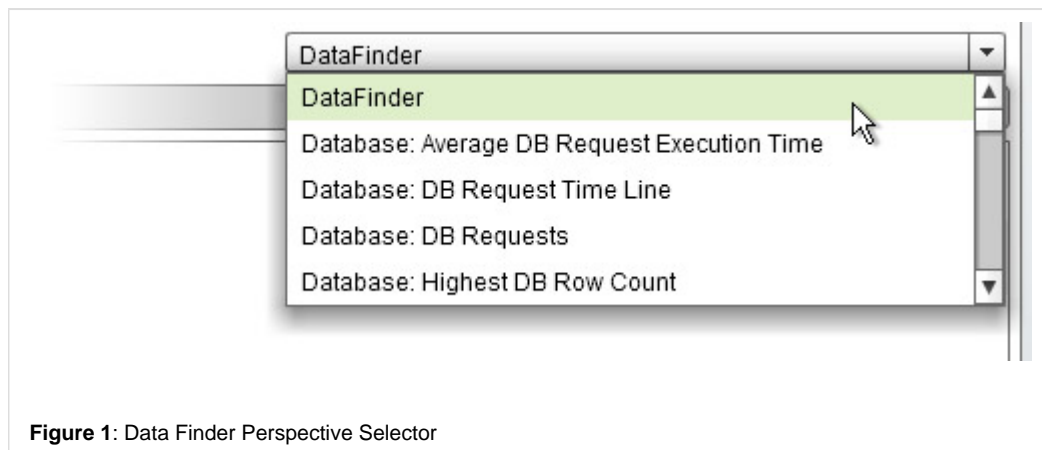 DataFinder
DataFinder
Database: Average DB Request Execution Time
Database: DB Request Time Line
Database: DB Requests
Database: Highest DB Row Count
Figure 1: Data Finder Perspective Selector